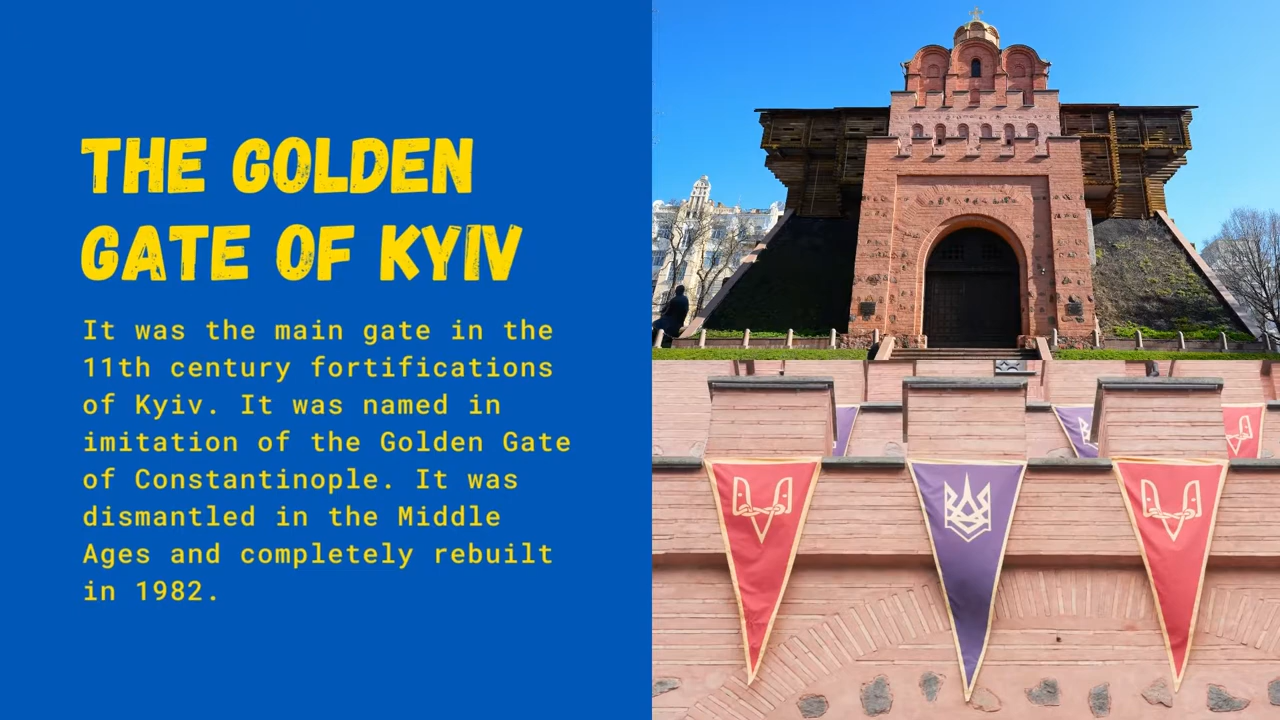 THE GOLDEN
GATE OF KYIV
It was the main gate in the
11th century fortifications
of Kyiv. It was named in
imitation of the Golden Gate
of Constantinople. It was
dismantled in the Middle
Ages and completely rebuilt
in 1982.